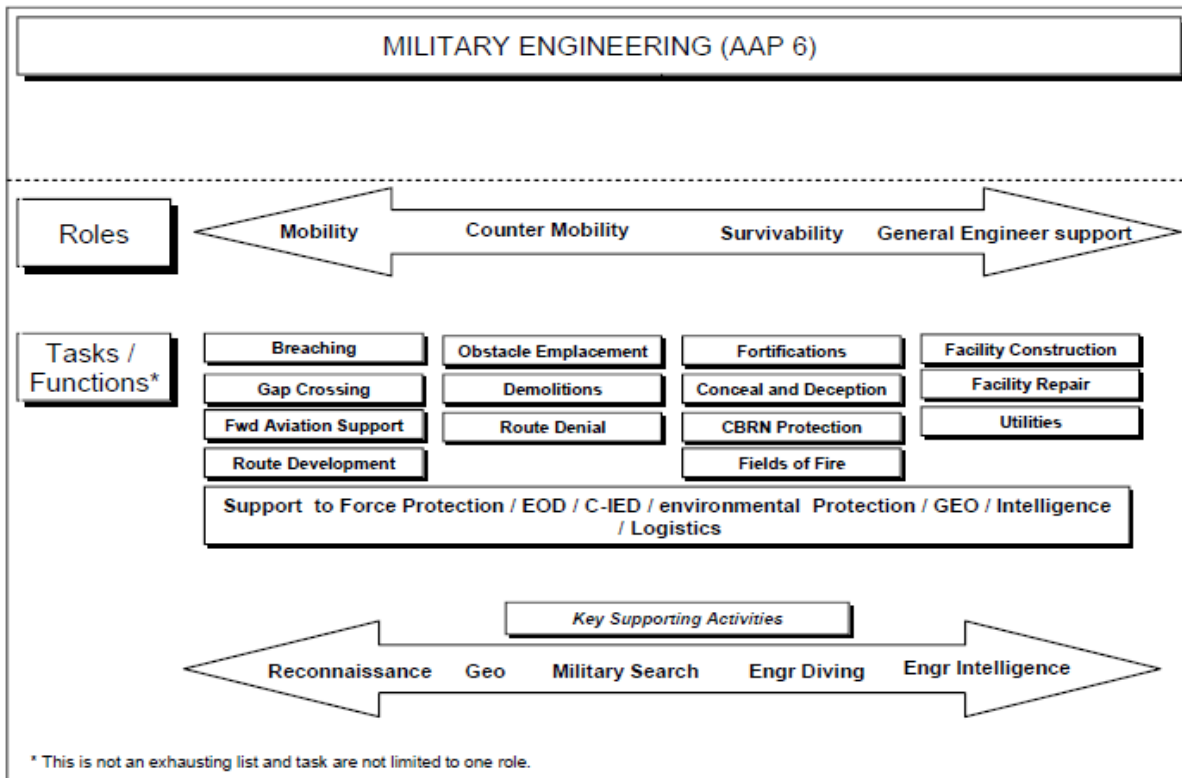 MILITARY ENGINEERING (AAP 6)
Roles
Mobility
Counter Mobility
Survivability
General Engineer support
Tasks /
Functions*
Breaching
Obstacle Emplacement
Fortifications
Facility Construction
Gap Crossing
Demolitions
Conceal and Deception
Facility Repair
Fwd Aviation Support
Route Denial
CBRN Protection
Utilities
Route Development
Fields of Fire
Support to Force Protection / EOD / C-IED / environmental Protection / GEO / Intelligence
/ Logistics
Key Supporting Activities
Reconnaissance
Geo
Military Search
Engr Diving
Engr Intelligence
* This is not an exhausting list and task are not limited to one role.